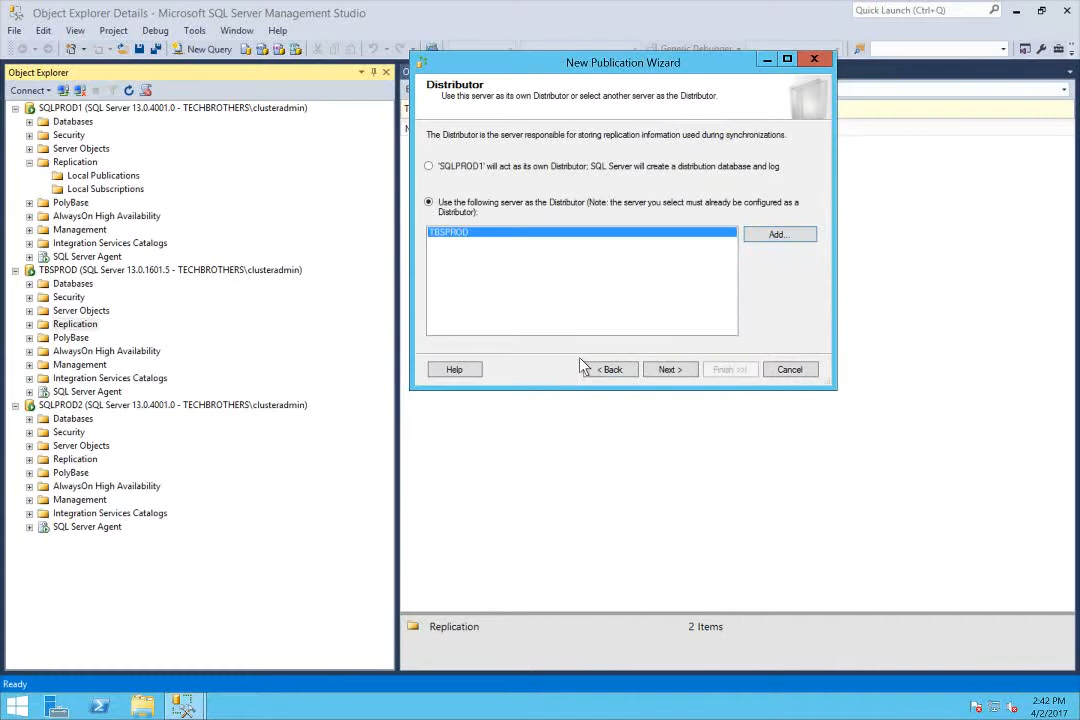 Object Explorer Details - Microsoft SQL Server Management Studio
Quick Launch (Ctrl+Q)
File Edit View Project Debug Tools Window Help
New Query
Generic Debugger
Object Explorer
Connect
SQLPROD1 (SQL Server 13.0.4001.0 - TECHBROTHERS\clusteradmin)
Databases
Security
Server Objects
Replication
Local Publications
Local Subscriptions
PolyBase
AlwaysOn High Availability
Management
Integration Services Catalogs
SQL Server Agent
TBSPROD (SQL Server 13.0.1601.5 - TECHBROTHERS\clusteradmin)
Databases
Security
Server Objects
Replication
PolyBase
AlwaysOn High Availability
Management
Integration Services Catalogs
SQL Server Agent
SQLPROD2 (SQL Server 13.0.4001.0 - TECHBROTHERS\clusteradmin)
Databases
Security
Server Objects
Replication
PolyBase
AlwaysOn High Availability
Management
Integration Services Catalogs
SQL Server Agent
New Publication Wizard
Distributor
Use this server as its own Distributor or select another server as the Distributor.
The Distributor is the server responsible for storing replication information used during synchronizations.
'SQLPROD1' will act as its own Distributor; SQL Server will create a distribution database and log
Use the following server as the Distributor (Note: the server you select must already be configured as a
Distributor):
TBSPROD
Add...
Help < Back Next > Finish >>| Cancel
Replication 2 Items
Ready
2:42 PM
4/2/2017